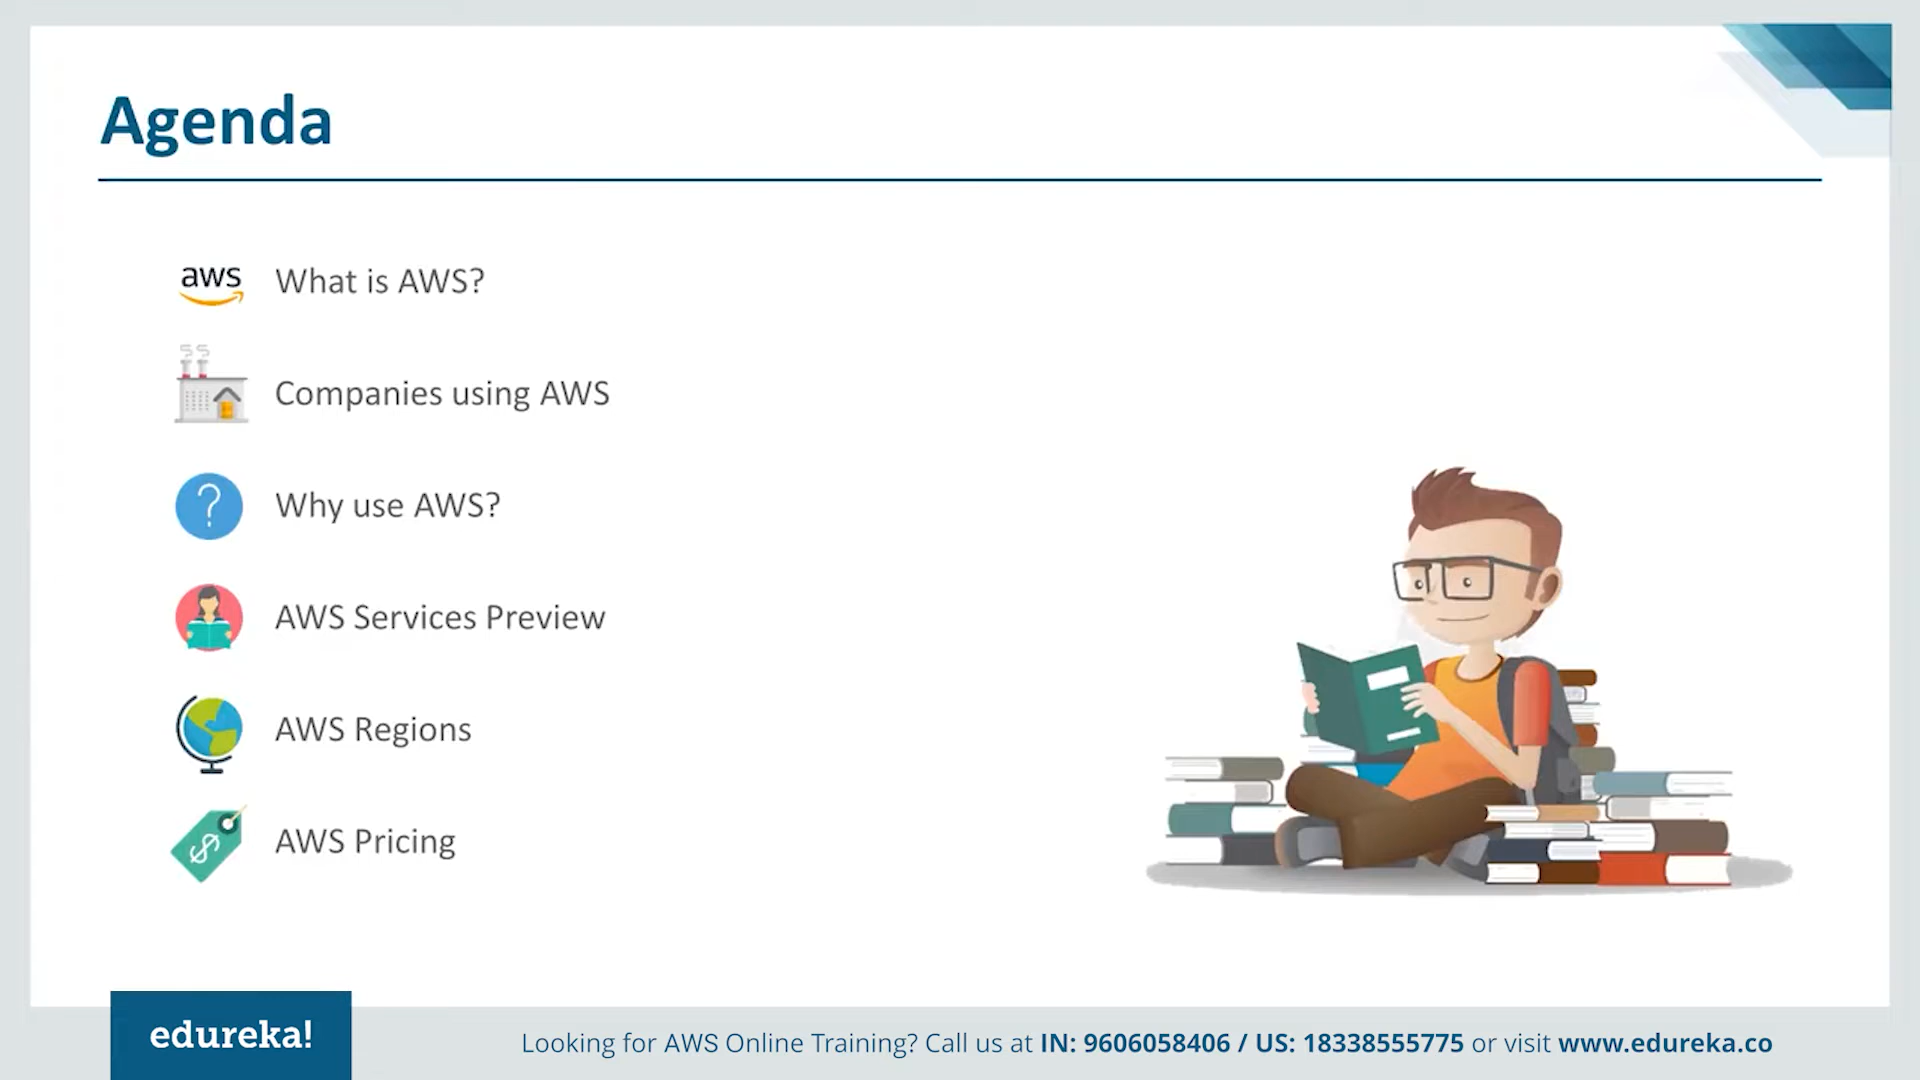 Agenda
aws What is AWS?
Companies using AWS
? Why use AWS?
AWS Services Preview
AWS Regions
$ AWS Pricing
edureka!
Looking for AWS Online Training? Call us at IN: 9606058406 / US: 18338555775 or visit www.edureka.co